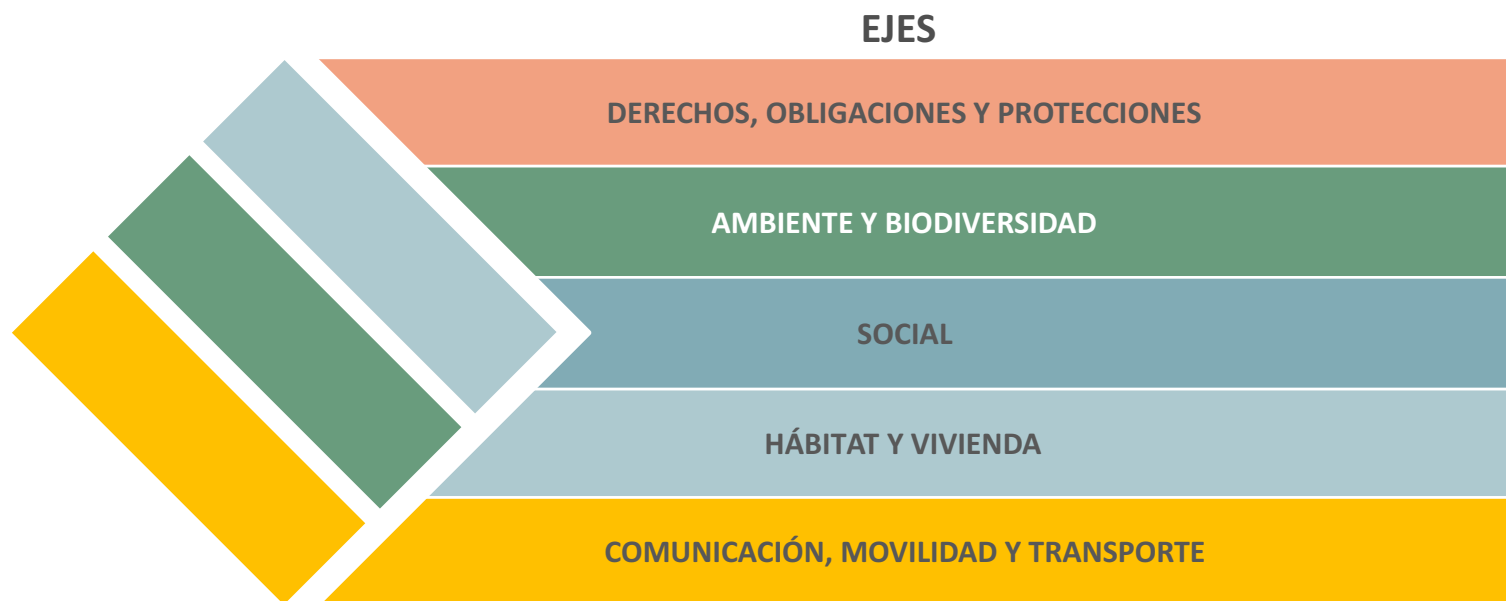 EJES
DERECHOS, OBLIGACIONES Y PROTECCIONES
AMBIENTE Y BIODIVERSIDAD
SOCIAL
HÁBITAT Y VIVIENDA
COMUNICACIÓN, MOVILIDAD Y TRANSPORTE